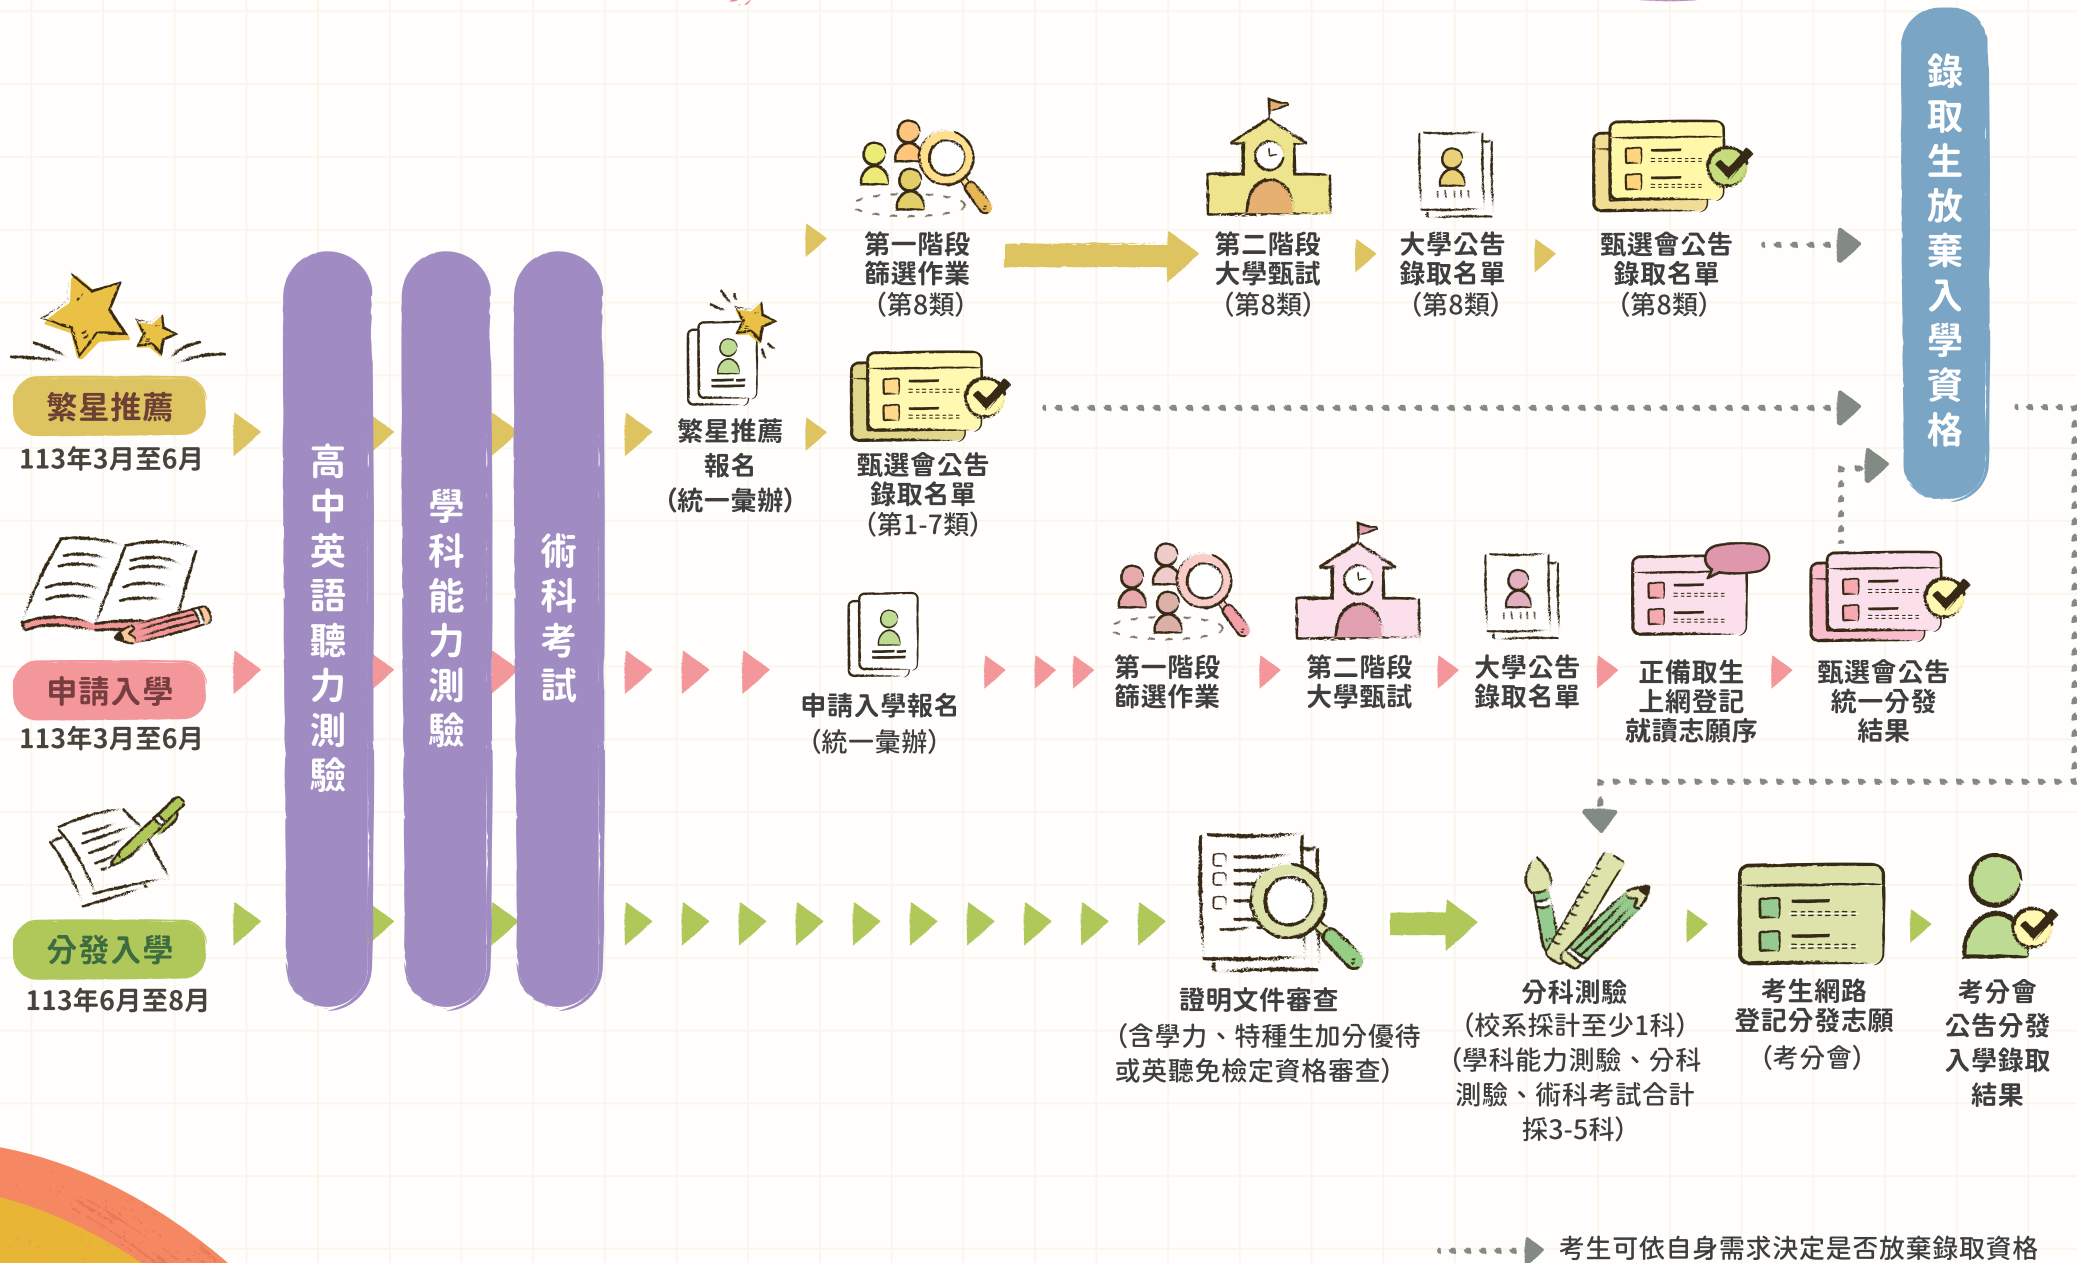 繁星推薦
113年3月至6月
申請入學
113年3月至6月
分發入學
113年6月至8月
高中英語聽力測驗
學科能力測驗
術科考試
繁星推薦
報名
(統一彙辦)
第一階段
篩選作業
(第8類)
第二階段
大學甄試
(第8類)
大學公告
錄取名單
(第8類)
甄選會公告
錄取名單
(第8類)
甄選會公告
錄取名單
(第1-7類)
錄取生放棄入學資格
申請入學報名
(統一彙辦)
第一階段
篩選作業
第二階段
大學甄試
大學公告
錄取名單
正備取生
上網登記
就讀志願序
甄選會公告
統一分發
結果
證明文件審查
(含學力、特種生加分優待
或英聽免檢定資格審查)
分科測驗
(校系採計至少1科)
(學科能力測驗、分科
測驗、術科考試合計
採3-5科)
考生網路
登記分發志願
(考分會)
考分會
公告分發
入學錄取
結果
考生可依自身需求決定是否放棄錄取資格